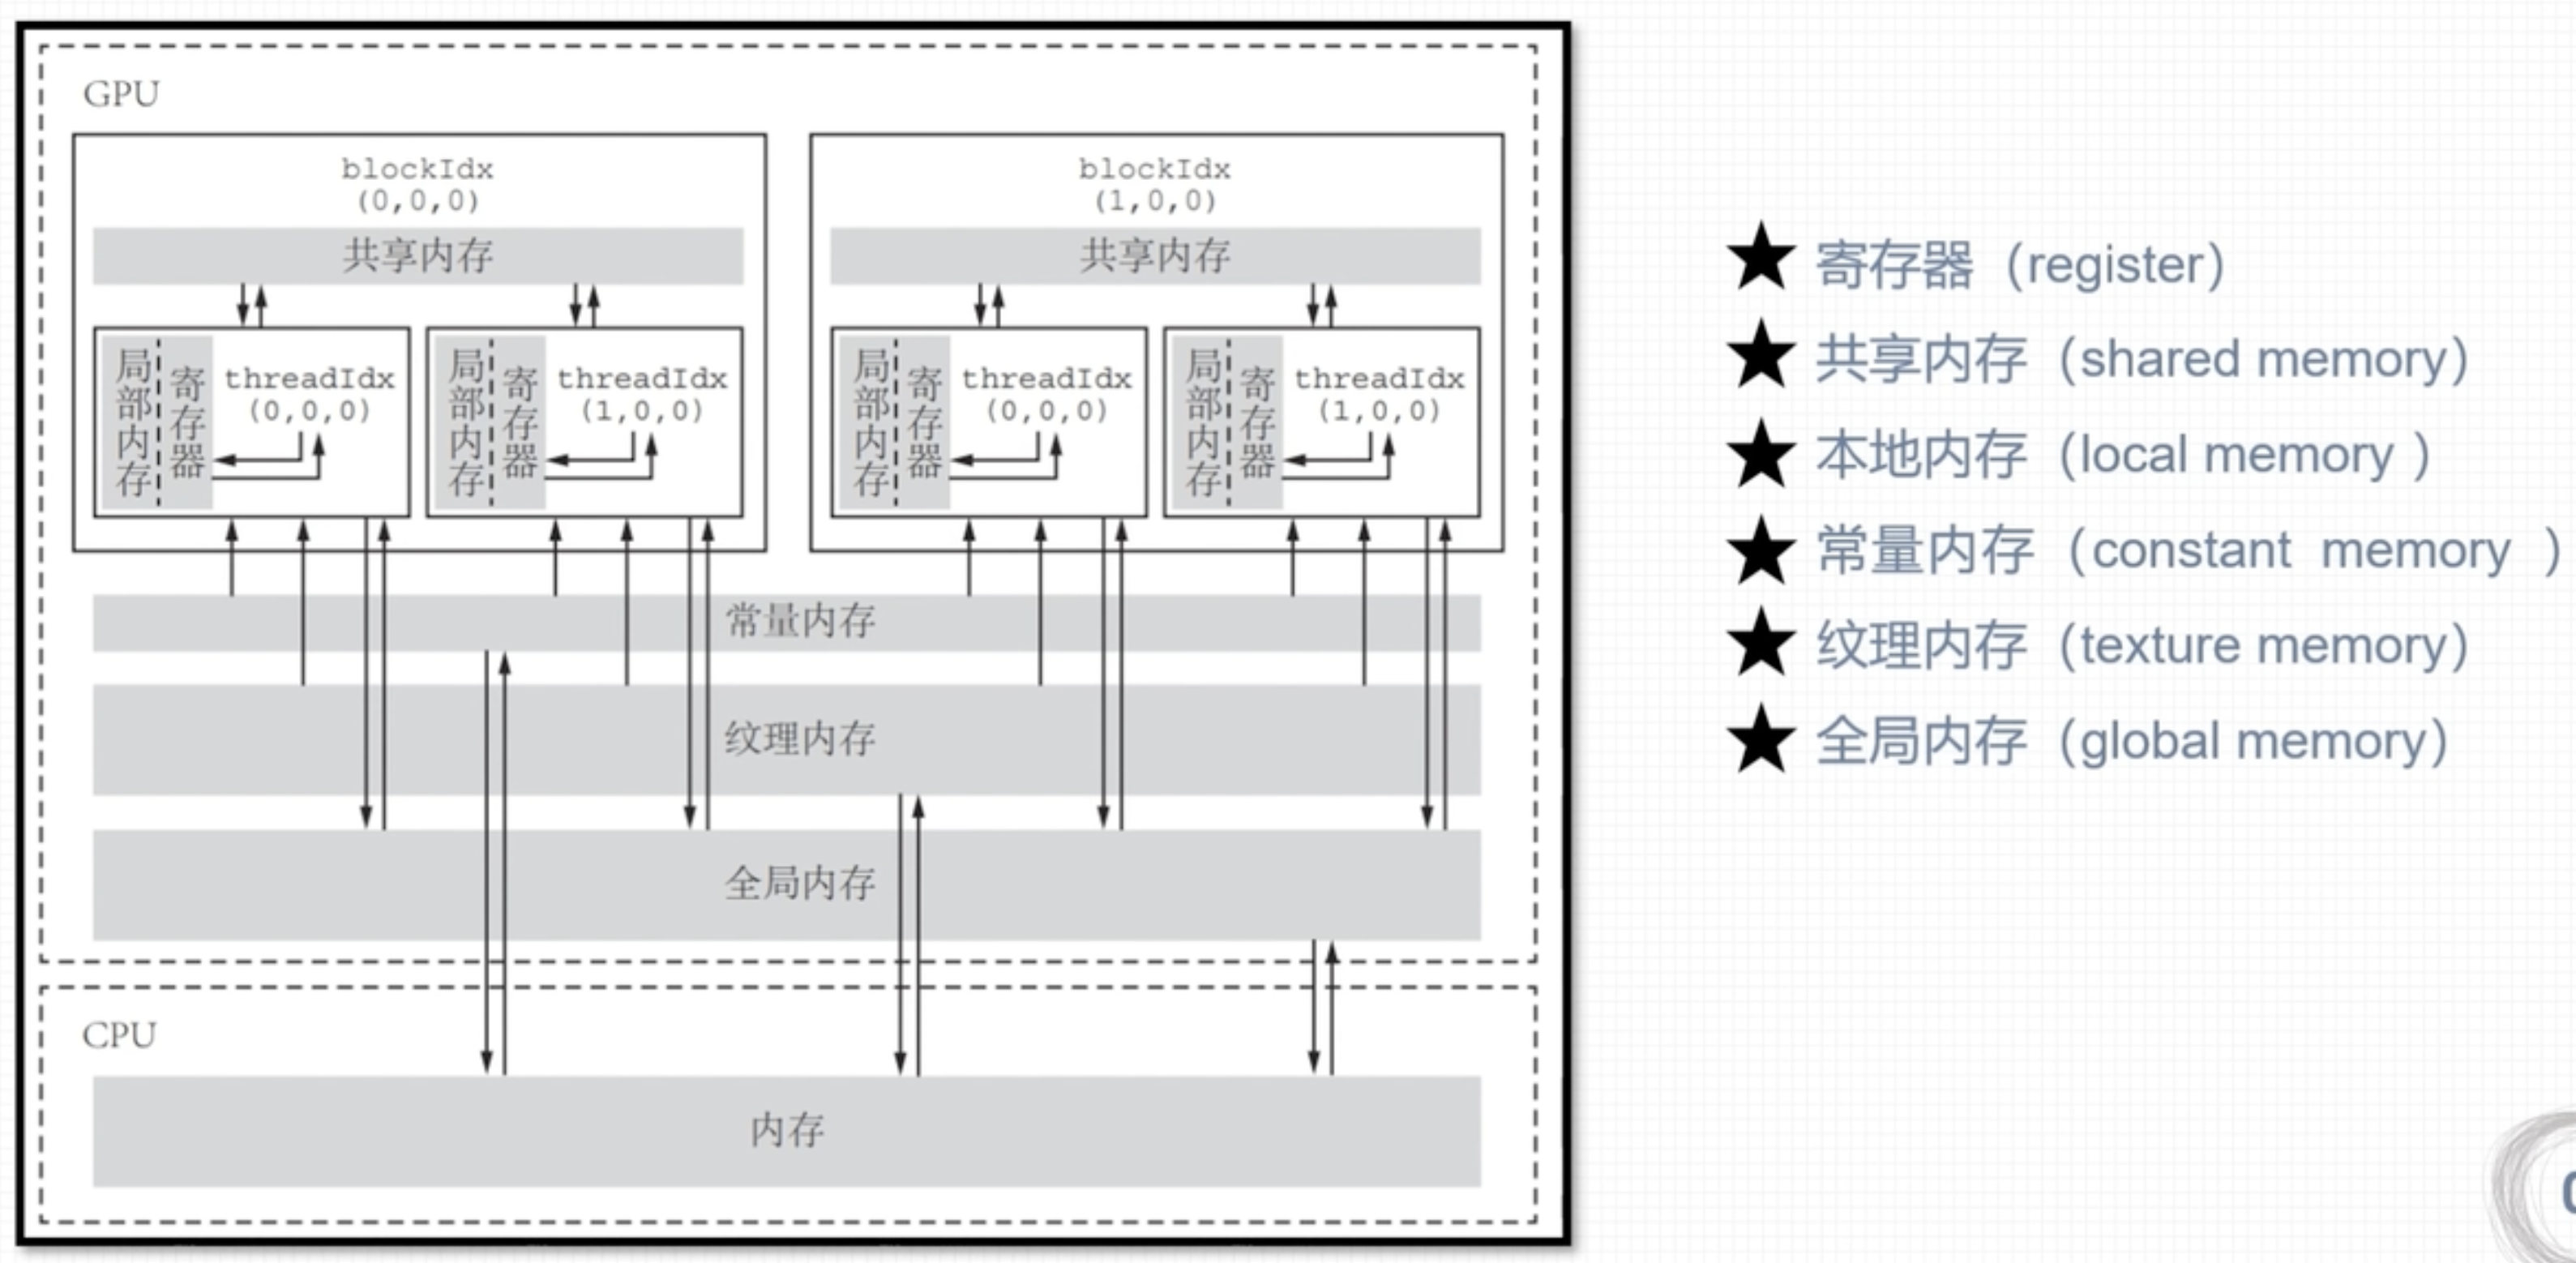 GPU
blockIdx
(0,0,0)
共享内存
局部内存
寄存器
threadIdx
(0,0,0)
局部内存
寄存器
threadIdx
(1,0,0)
blockIdx
(1,0,0)
共享内存
局部内存
寄存器
threadIdx
(0,0,0)
局部内存
寄存器
threadIdx
(1,0,0)
常量内存
纹理内存
全局内存
CPU
内存
★ 寄存器（register）
★ 共享内存（shared memory）
★ 本地内存（local memory ）
★ 常量内存（constant  memory  ）
★ 纹理内存（texture memory）
★ 全局内存（global memory）